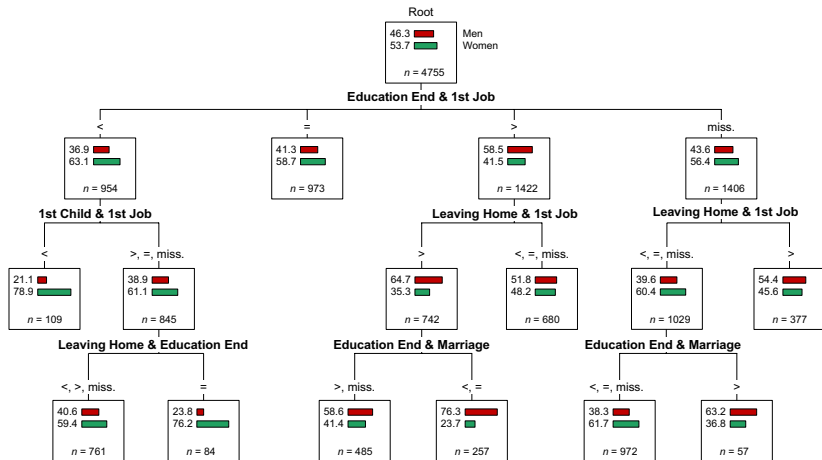 Root
46.3 Men
53.7 Women
n = 4755
Education End & 1st Job
< = > miss.
36.9 41.3 58.5 43.6
63.1 58.7 41.5 56.4
n = 954 n = 973 n = 1422 n = 1406
1st Child & 1st Job Leaving Home & 1st Job Leaving Home & 1st Job
< >, =, miss. > <, =, miss. <, =, miss. >
21.1 38.9 64.7 51.8 39.6 54.4
78.9 61.1 35.3 48.2 60.4 45.6
n = 109 n = 845 n = 742 n = 680 n = 1029 n = 377
Leaving Home & Education End Education End & Marriage Education End & Marriage
<, >, miss. = >, miss. <, = <, =, miss. >
40.6 23.8 58.6 76.3 38.3 63.2
59.4 76.2 41.4 23.7 61.7 36.8
n = 761 n = 84 n = 485 n = 257 n = 972 n = 57